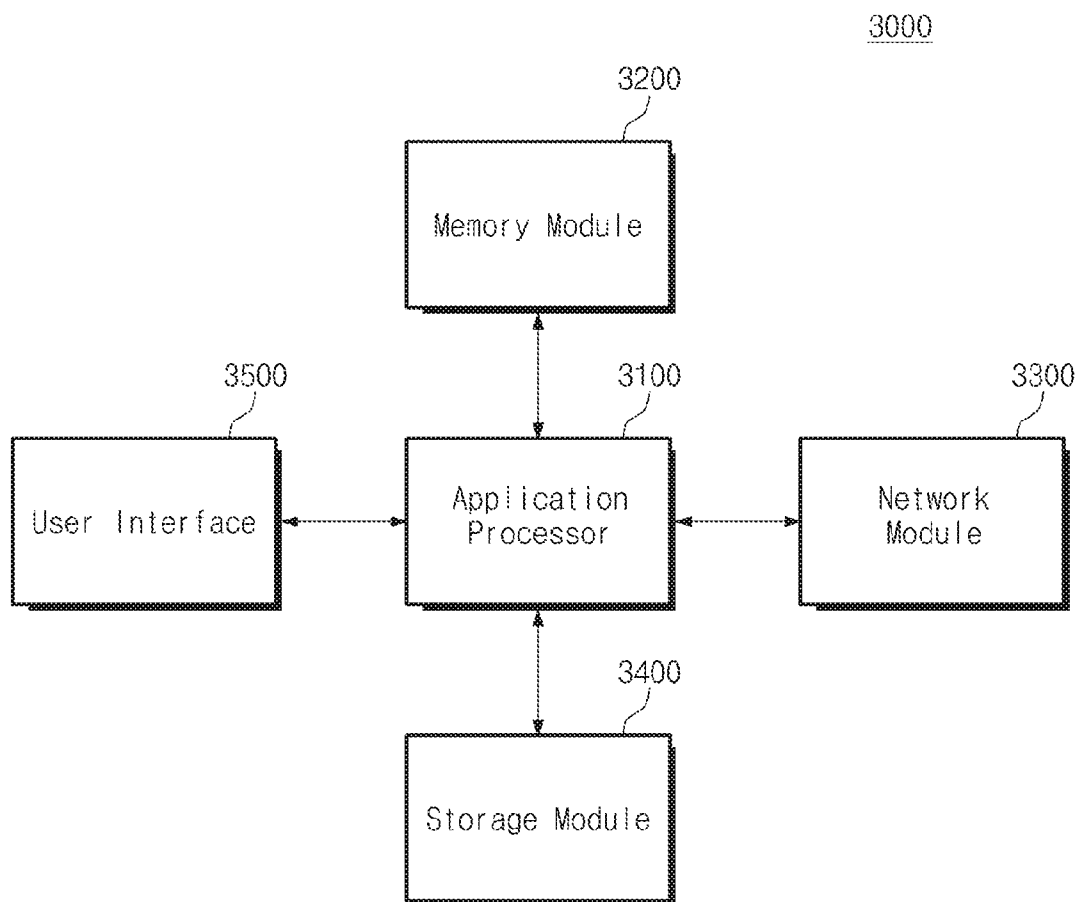 3000
3200
Memory Module
3500
3100
3300
User Interface
Application
Processor
Network
Module
3400
Storage Module